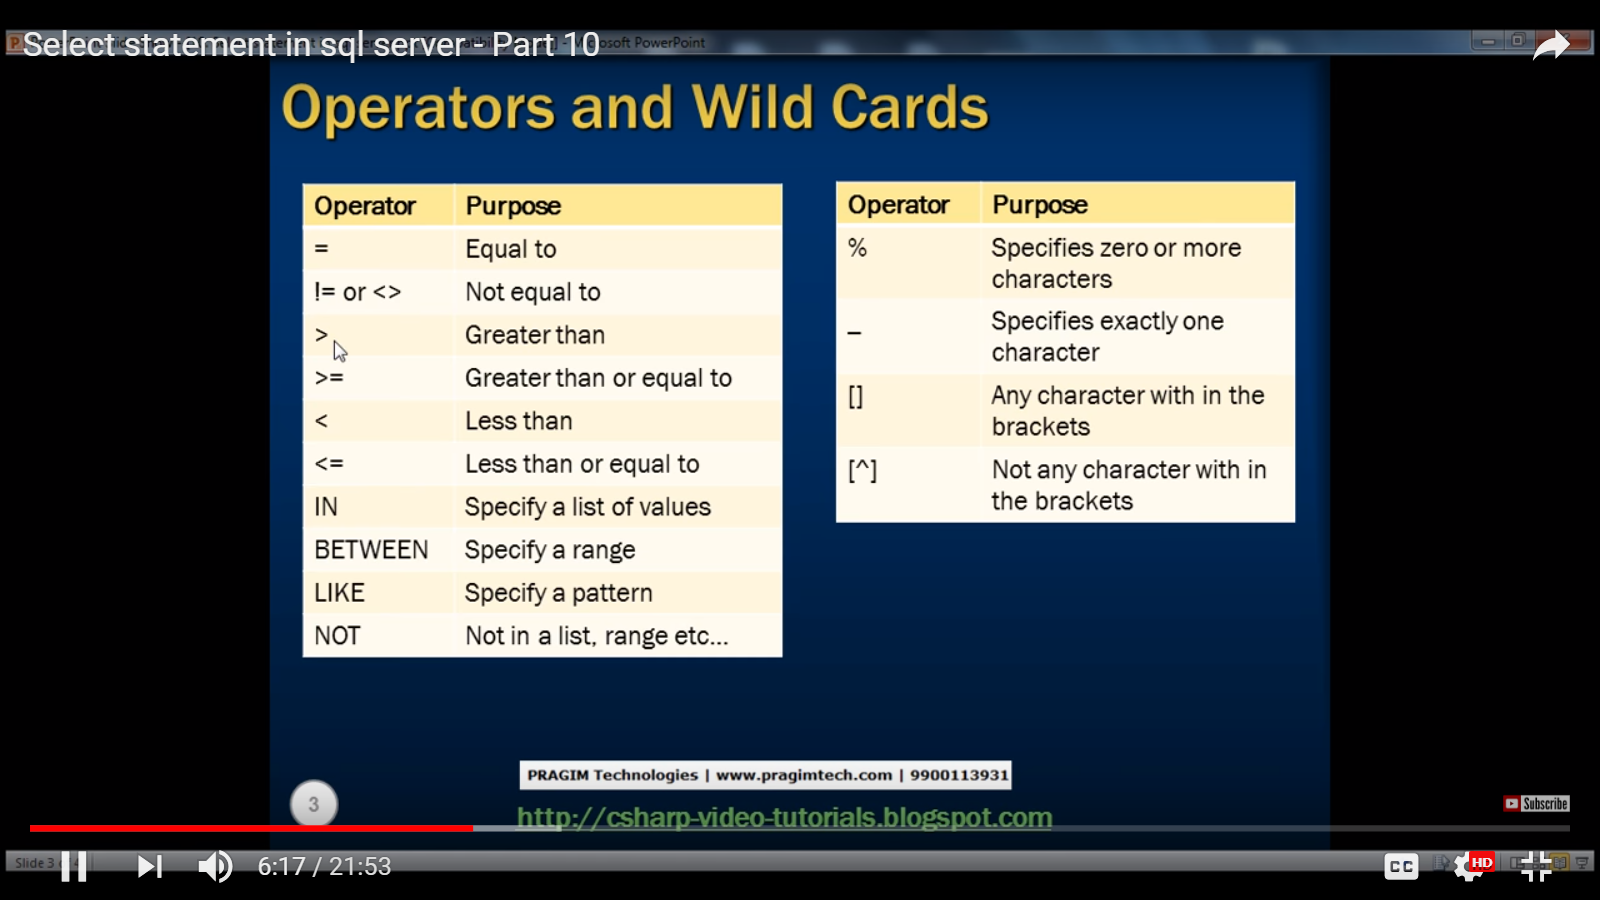 Select statement in sql server - Part 10
Microsoft PowerPoint
Operators and Wild Cards
Operator Purpose
= Equal to
!= or <> Not equal to
> Greater than
>= Greater than or equal to
< Less than
<= Less than or equal to
IN Specify a list of values
BETWEEN Specify a range
LIKE Specify a pattern
NOT Not in a list, range etc...
Operator Purpose
% Specifies zero or more
characters
_ Specifies exactly one
character
[] Any character with in the
brackets
[^] Not any character with in
the brackets
PRAGIM Technologies | www.pragimtech.com | 9900113931
3
http://csharp-video-tutorials.blogspot.com
Subscribe
Slide 3
6:17 / 21:53
CC
HD